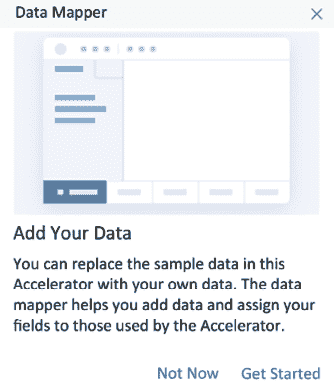 Data Mapper
Add Your Data
You can replace the sample data in this
Accelerator with your own data. The data
mapper helps you add data and assign your
fields to those used by the Accelerator.
Not Now Get Started